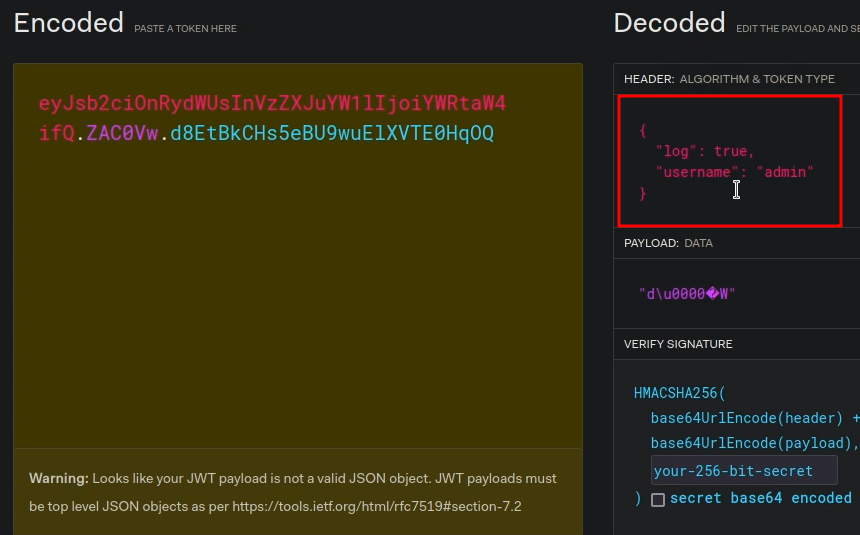 Encoded PASTE A TOKEN HERE
eyJsb2ciOnRydWUsInVzZXJuYW1lIjoiYWRtaW4
ifQ.ZAC0Vw.d8EtBkCHs5eBU9wuElXVTE0HqOQ
Warning: Looks like your JWT payload is not a valid JSON object. JWT payloads must
be top level JSON objects as per https://tools.ietf.org/html/rfc7519#section-7.2
Decoded EDIT THE PAYLOAD AND SE
HEADER: ALGORITHM & TOKEN TYPE
{
"log": true,
"username": "admin"
}
PAYLOAD: DATA
"d\u0000�W"
VERIFY SIGNATURE
HMACSHA256(
base64UrlEncode(header) +
base64UrlEncode(payload),
your-256-bit-secret
) secret base64 encoded